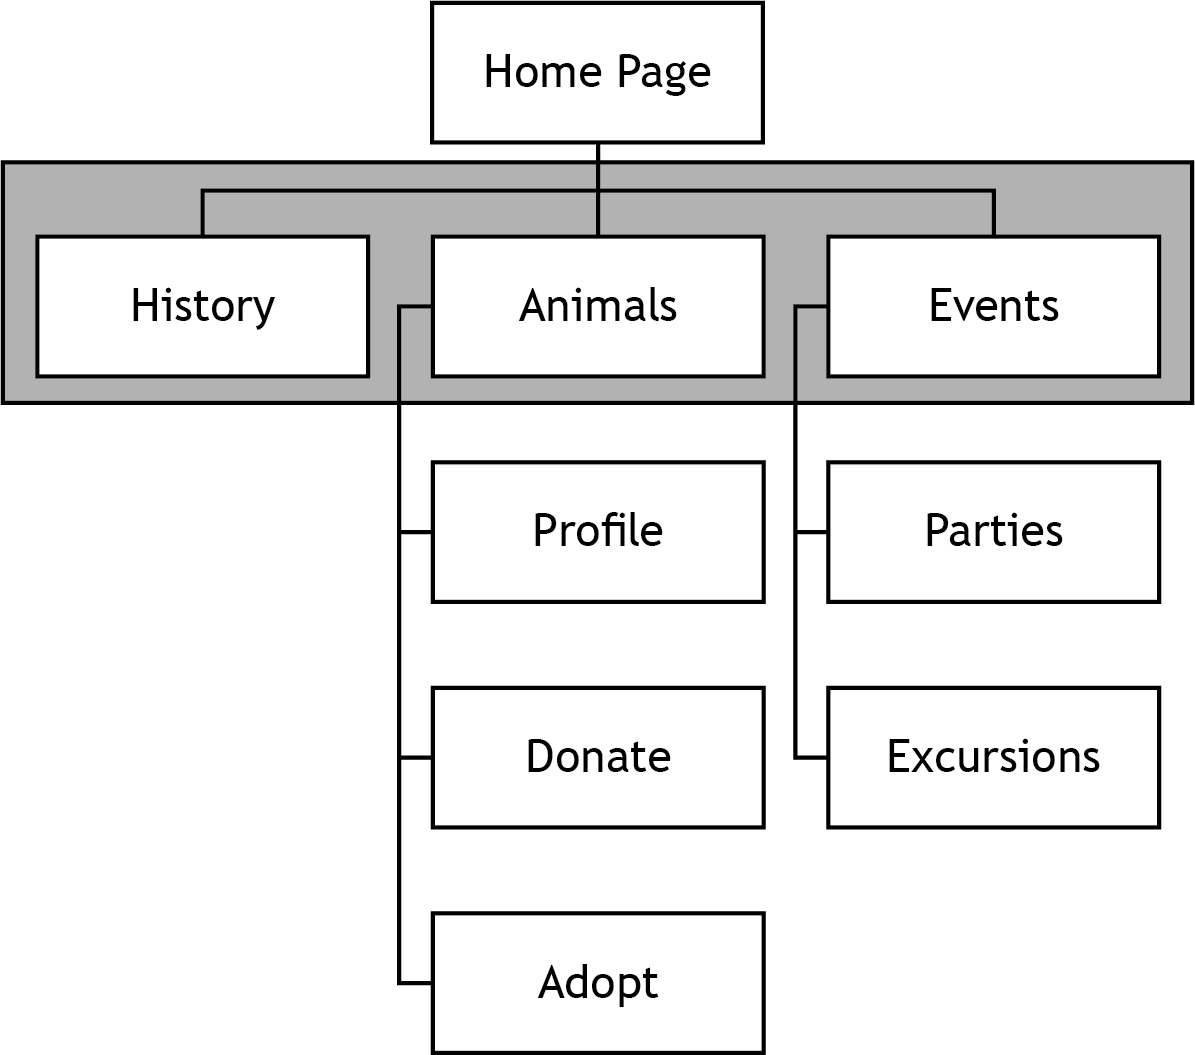 Home Page
History
Animals
Events
Profile
Parties
Donate
Excursions
Adopt